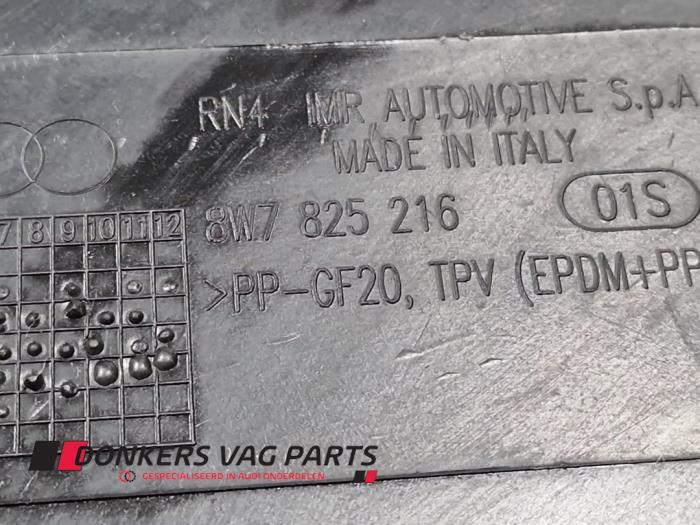 RN4 IMR AUTOMOTIVE S.p.A
MADE IN ITALY
8W7 825 216
01S
7 8 9 10 11 12
>PP-GF20, TPV (EPDM+PP
DONKERS VAG PARTS
GESPECIALISEERD IN AUDI ONDERDELEN